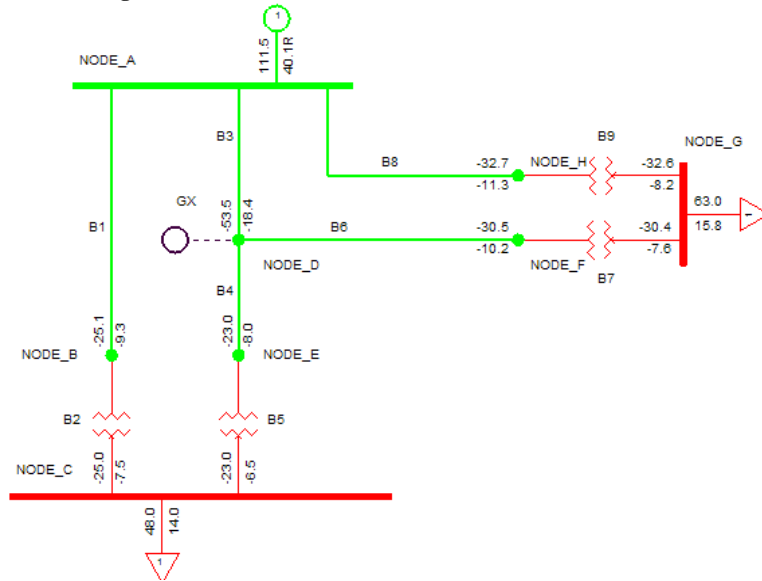 1
111.5
40.1R
NODE_A
B3
B9
NODE_G
B8
-32.7
-11.3
NODE_H
-32.6
-8.2
GX
-53.5
-18.4
63.0
15.8
1
B1
B6
-30.5
-10.2
-30.4
-7.6
NODE_D
NODE_F
B7
B4
-25.1
-9.3
-23.0
-8.0
NODE_B
NODE_E
B2
B5
NODE_C
-25.0
-7.5
-23.0
-6.5
48.0
14.0
1